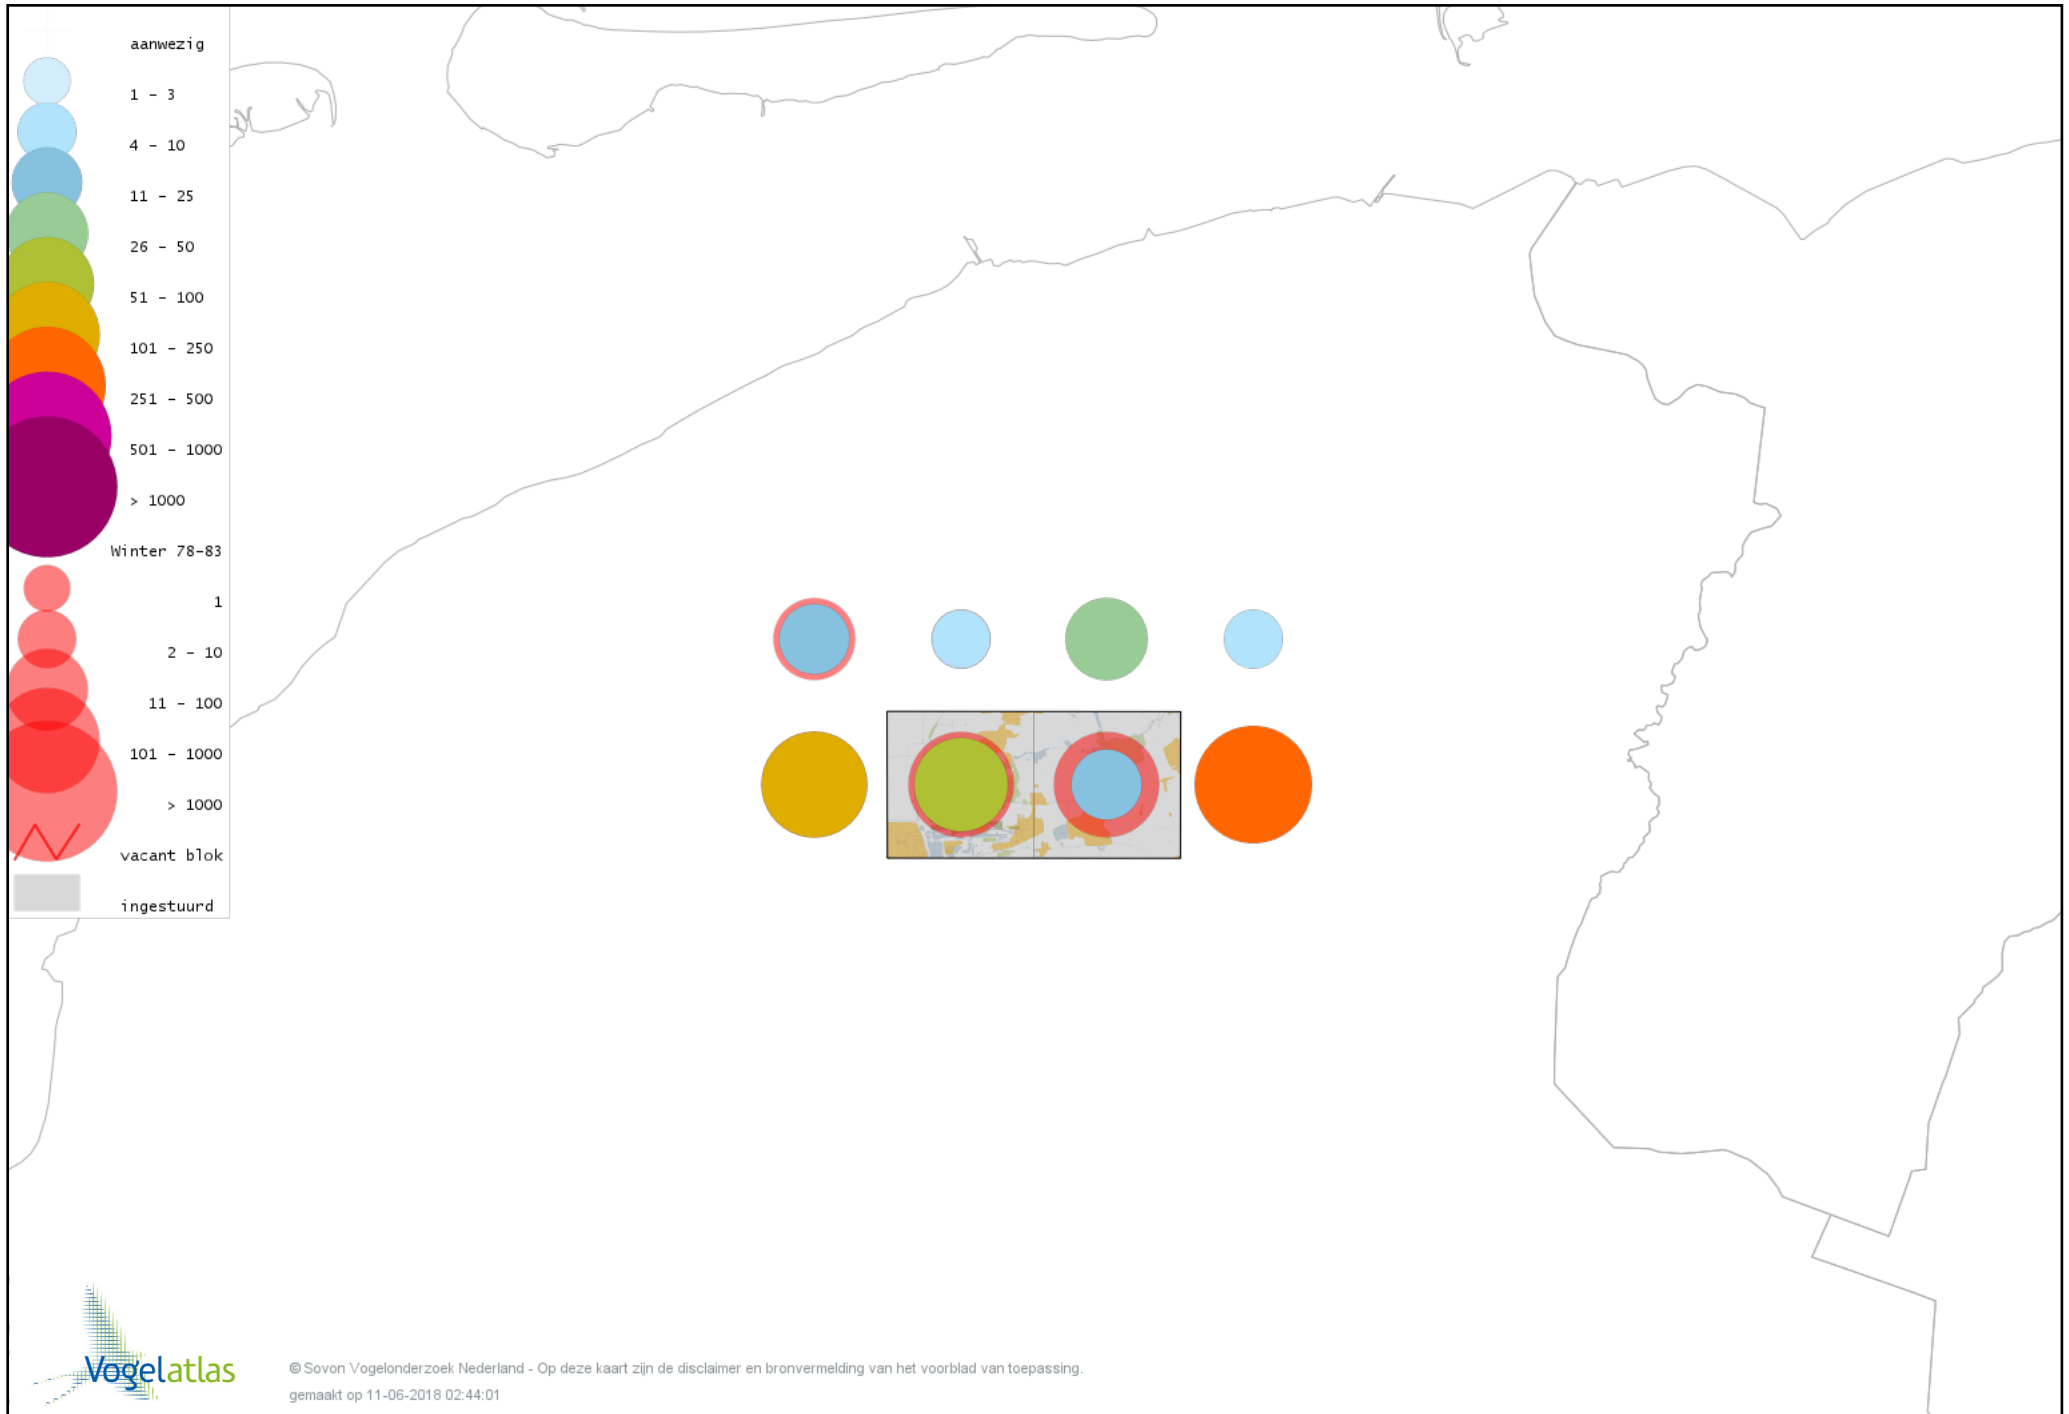 aanwezig
1 - 3
4 - 10
11 - 25
26 - 50
51 - 100
101 - 250
251 - 500
501 - 1000
> 1000
Winter 78-83
1
2 - 10
11 - 100
101 - 1000
> 1000
vacant blok
ingestuurd
Vogelatlas
© Sovon Vogelonderzoek Nederland - Op deze kaart zijn de disclaimer en bronvermelding van het voorblad van toepassing.
gemaakt op 11-06-2018 02:44:01